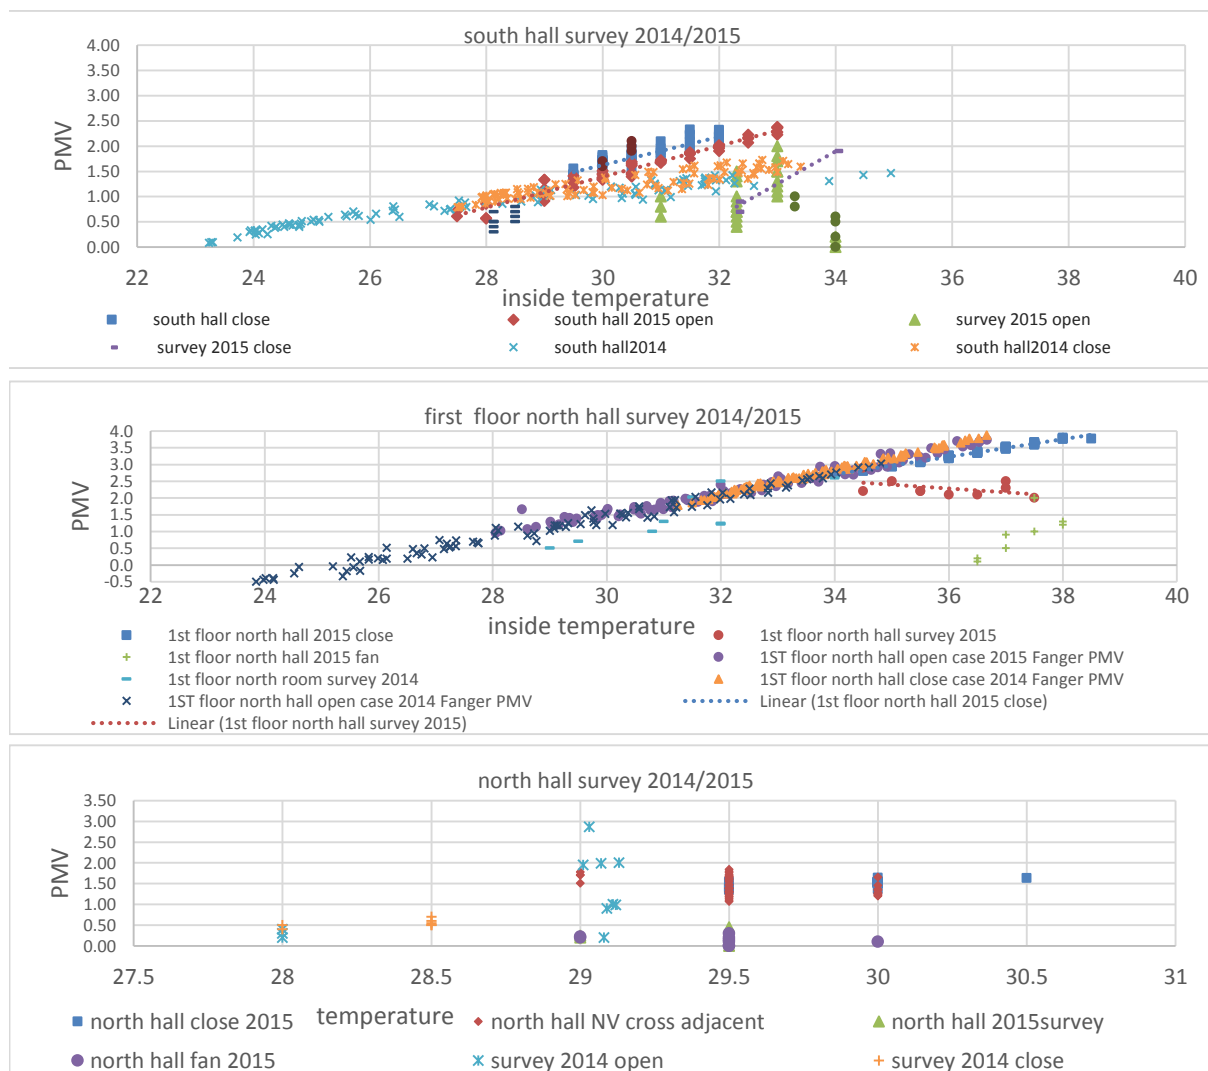 south hall survey 2014/2015
4.00
3.50
3.00
2.50
2.00
1.50
1.00
0.50
0.00
PMV
22 24 26 28 30 32 34 36 38 40
inside temperature
south hall close south hall 2015 open survey 2015 open
survey 2015 close south hall2014 south hall2014 close
first floor north hall survey 2014/2015
4.0
3.5
3.0
2.5
2.0
1.5
1.0
0.5
0.0
-0.5
PMV
22 24 26 28 30 32 34 36 38 40
inside temperature
1st floor north hall 2015 close 1st floor north hall survey 2015
1st floor north hall 2015 fan 1ST floor north hall open case 2015 Fanger PMV
1st floor north room survey 2014 1ST floor north hall close case 2014 Fanger PMV
1ST floor north hall open case 2014 Fanger PMV Linear (1st floor north hall 2015 close)
Linear (1st floor north hall survey 2015)
north hall survey 2014/2015
3.50
3.00
2.50
2.00
1.50
1.00
0.50
0.00
PMV
27.5 28 28.5 29 29.5 30 30.5 31
temperature
north hall close 2015 north hall NV cross adjacent north hall 2015survey
north hall fan 2015 survey 2014 open survey 2014 close